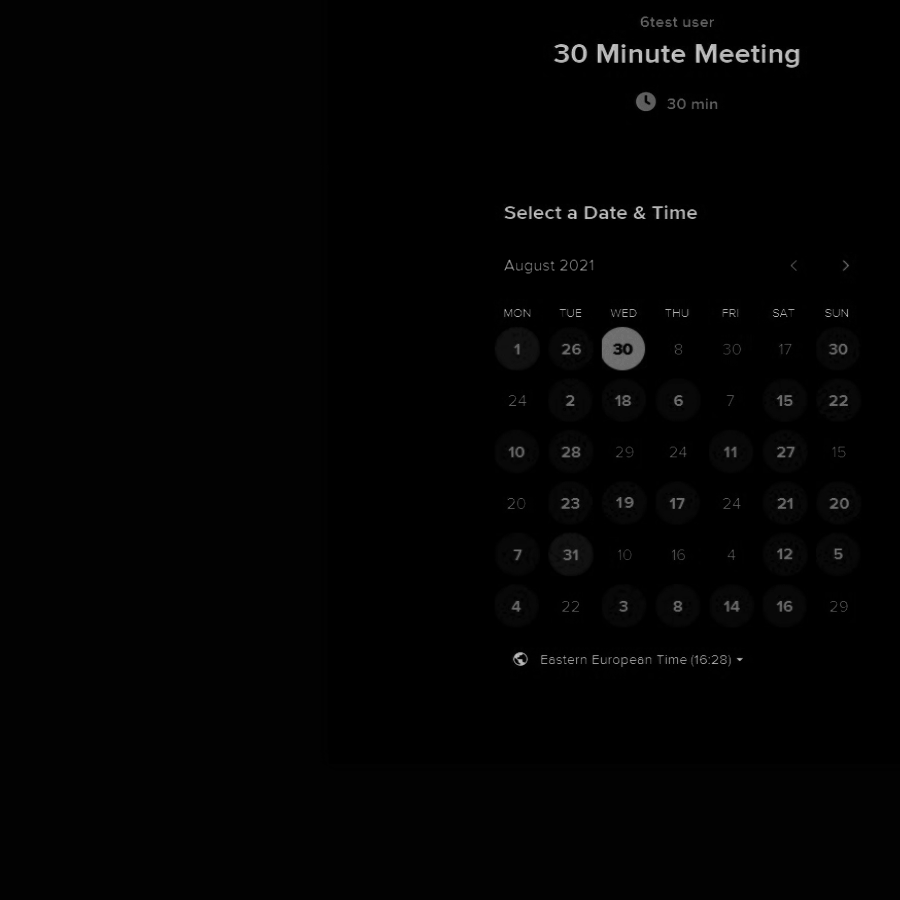 6test user
30 Minute Meeting
30 min
Select a Date & Time
August 2021
MON TUE WED THU FRI SAT SUN
1 26 30 8 30 17 30
24 2 18 6 7 15 22
10 28 29 24 11 27 15
20 23 19 17 24 21 20
7 31 10 16 4 12 5
4 22 3 8 14 16 29
Eastern European Time (16:28)